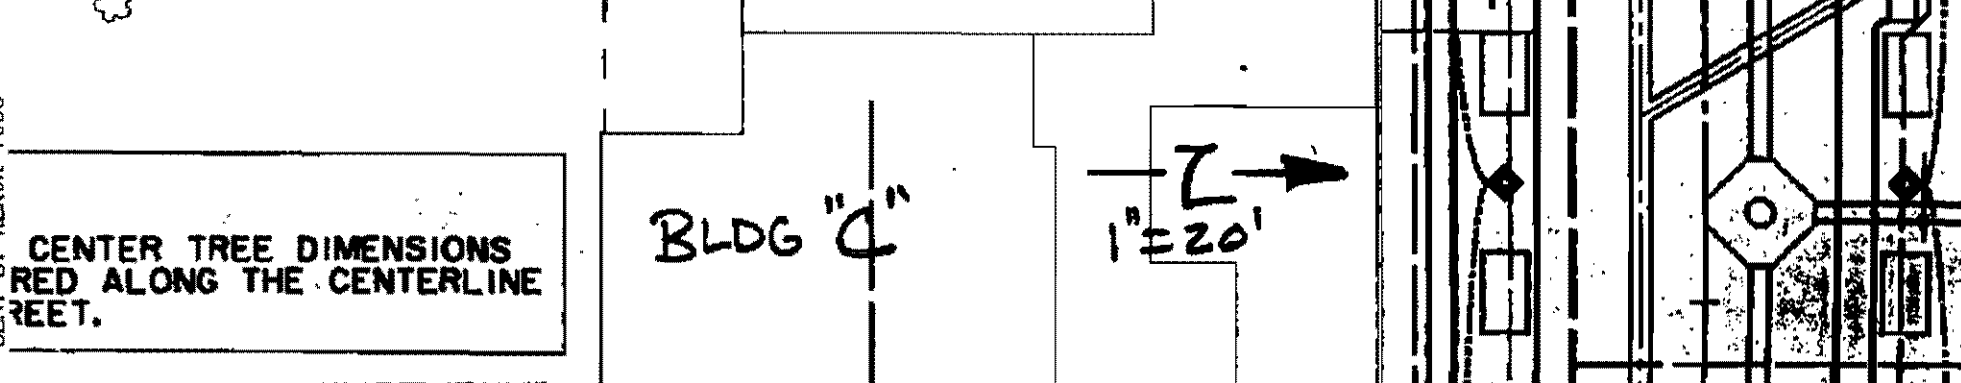 CENTER TREE DIMENSIONS
RED ALONG THE CENTERLINE
REET.
BLDG "C"
Z
1"=20'